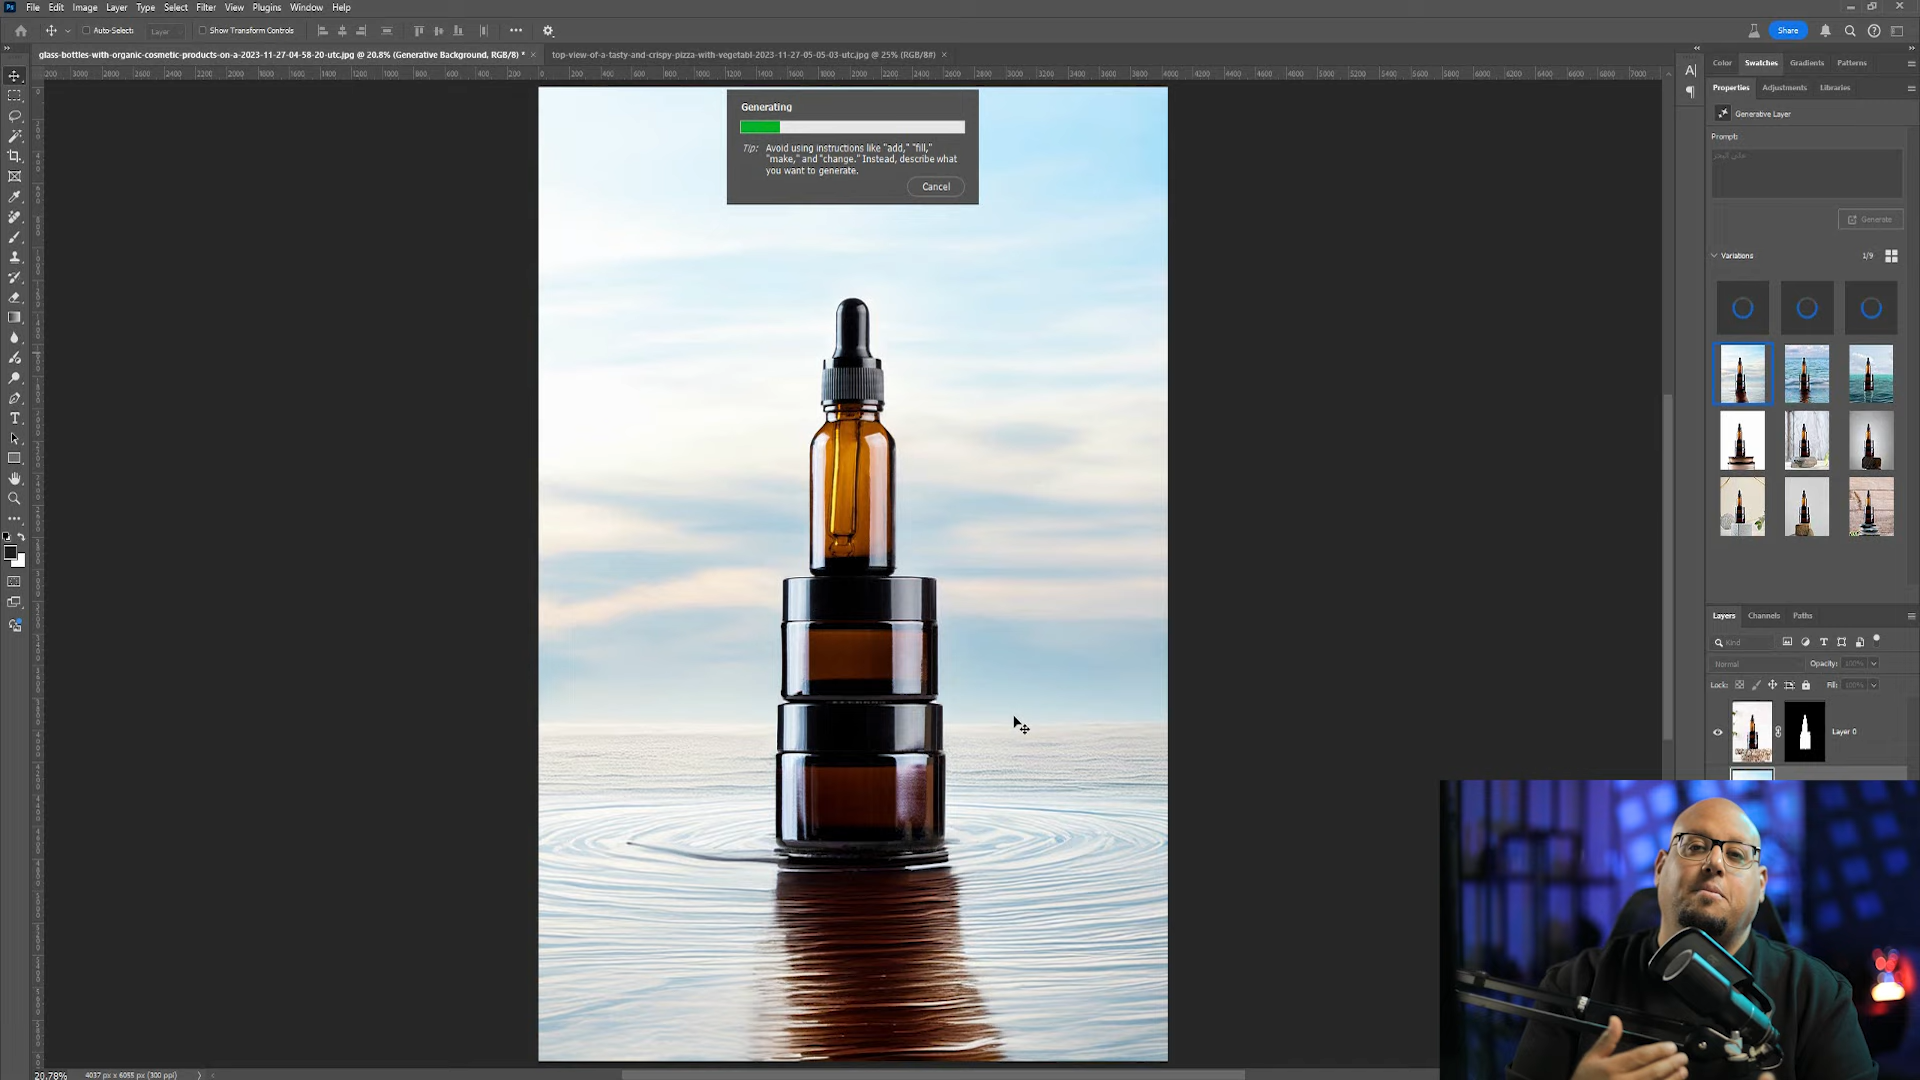 Ps File Edit Image Layer Type Select Filter View Plugins Window Help
Auto-Select: Layer Show Transform Controls Share
glass-bottles-with-organic-cosmetic-products-on-a-2023-11-27-04-58-20-utc.jpg @ 20.8% (Generative Background, RGB/8) * × top-view-of-a-tasty-and-crispy-pizza-with-vegetabl-2023-11-27-05-05-03-utc.jpg @ 25% (RGB/8#) ×
Color Swatches Gradients Patterns
Properties Adjustments Libraries
Generative Layer
Prompt:
Generate
Variations 1/9
Generating
Tip: Avoid using instructions like "add," "fill,"
"make," and "change." Instead, describe what
you want to generate.
Cancel
Layers Channels Paths
Kind
Normal Opacity: 100%
Lock: Fill: 100%
Layer 0
20.78% 4037 px x 6055 px (300 ppi)